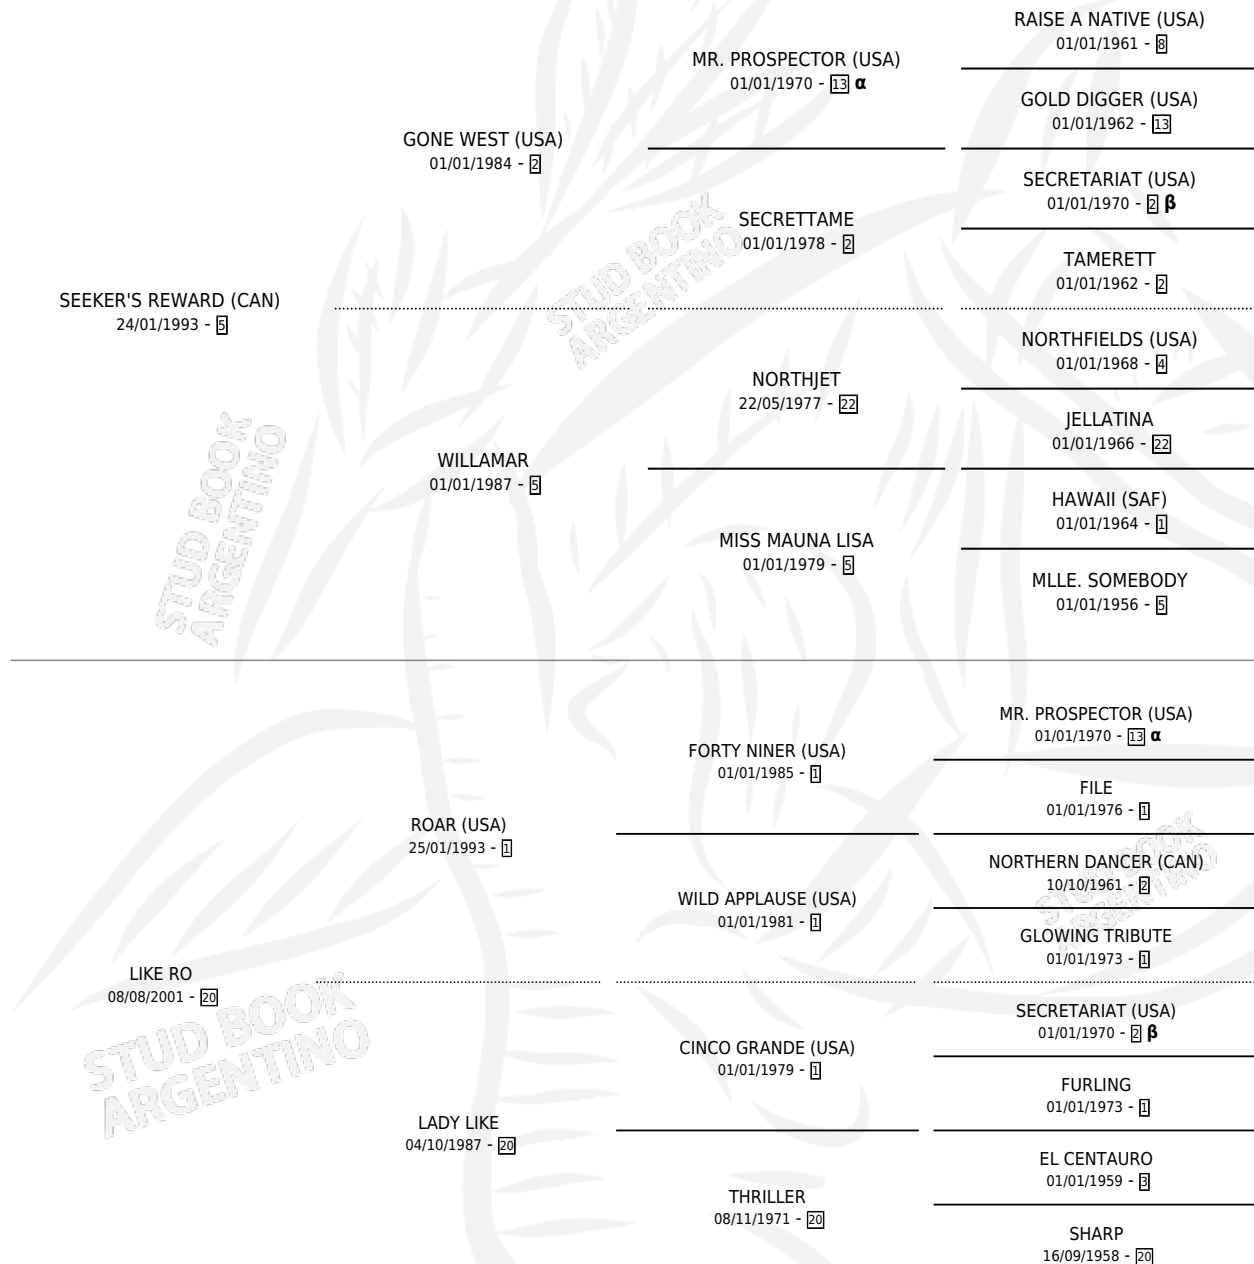 RAISE A NATIVE (USA)
01/01/1961 - 8
MR. PROSPECTOR (USA)
01/01/1970 - 13 α
GOLD DIGGER (USA)
01/01/1962 - 13
GONE WEST (USA)
01/01/1984 - 2
SECRETARIAT (USA)
01/01/1970 - 2 β
SECRETTAME
01/01/1978 - 2
TAMERETT
01/01/1962 - 2
SEEKER'S REWARD (CAN)
24/01/1993 - 5
NORTHFIELDS (USA)
01/01/1968 - 4
NORTHJET
22/05/1977 - 22
JELLATINA
01/01/1966 - 22
WILLAMAR
01/01/1987 - 5
HAWAII (SAF)
01/01/1964 - 1
MISS MAUNA LISA
01/01/1979 - 5
MLLE. SOMEBODY
01/01/1956 - 5
MR. PROSPECTOR (USA)
01/01/1970 - 13 α
FORTY NINER (USA)
01/01/1985 - 1
FILE
01/01/1976 - 1
ROAR (USA)
25/01/1993 - 1
NORTHERN DANCER (CAN)
10/10/1961 - 2
WILD APPLAUSE (USA)
01/01/1981 - 1
GLOWING TRIBUTE
01/01/1973 - 1
LIKE RO
08/08/2001 - 20
SECRETARIAT (USA)
01/01/1970 - 2 β
CINCO GRANDE (USA)
01/01/1979 - 1
FURLING
01/01/1973 - 1
LADY LIKE
04/10/1987 - 20
EL CENTAURO
01/01/1959 - 3
THRILLER
08/11/1971 - 20
SHARP
16/09/1958 - 20
STUD BOOK
ARGENTINO
STUD BOOK
ARGENTINO
STUD BOOK
ARGENTINO
STUD BOOK
ARGENTINO